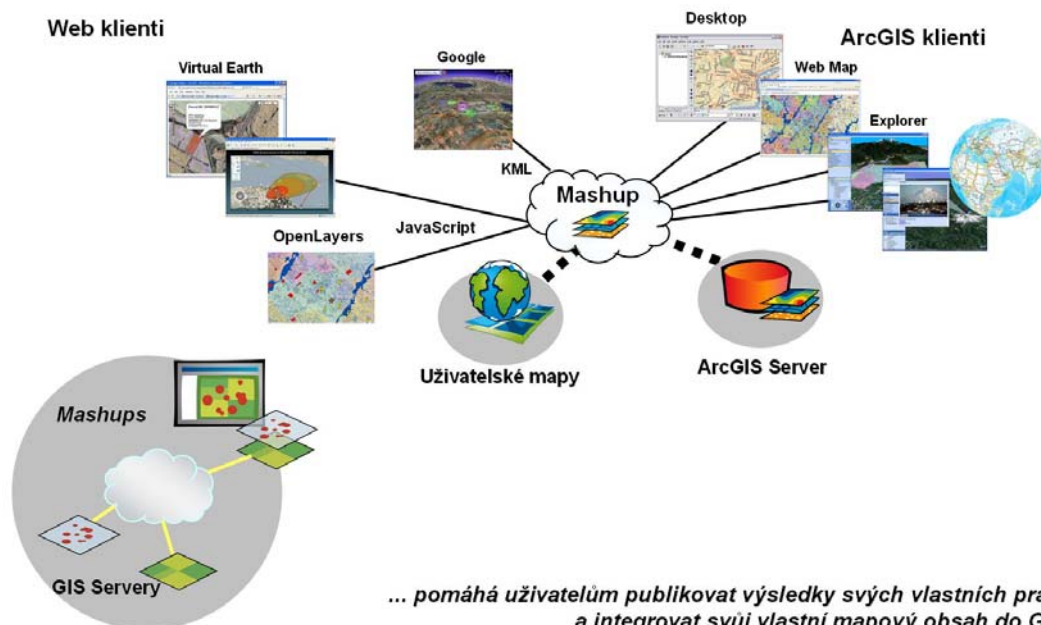 Web klienti
Desktop
ArcGIS klienti
Virtual Earth
Google
Web Map
Explorer
KML
Mashup
JavaScript
OpenLayers
Uživatelské mapy
ArcGIS Server
Mashups
GIS Servery
... pomáhá uživatelům publikovat výsledky svých vlastních
a integrovat svůj vlastní mapový obsah do